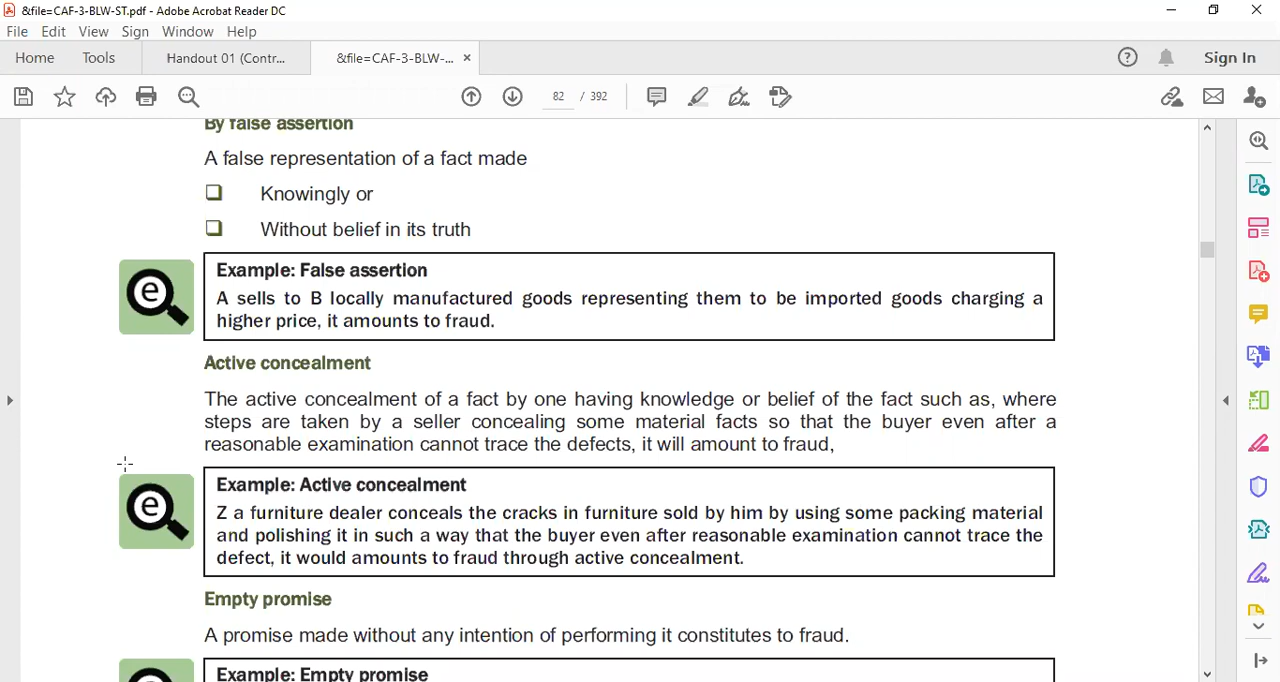 &file=CAF-3-BLW-ST.pdf - Adobe Acrobat Reader DC
File Edit View Sign Window Help
Home Tools Handout 01 (Contr... &file=CAF-3-BLW-... × Sign In
82 / 392
By false assertion
A false representation of a fact made
❑ Knowingly or
❑ Without belief in its truth
Example: False assertion
A sells to B locally manufactured goods representing them to be imported goods charging a
higher price, it amounts to fraud.
Active concealment
The active concealment of a fact by one having knowledge or belief of the fact such as, where
steps are taken by a seller concealing some material facts so that the buyer even after a
reasonable examination cannot trace the defects, it will amount to fraud,
Example: Active concealment
Z a furniture dealer conceals the cracks in furniture sold by him by using some packing material
and polishing it in such a way that the buyer even after reasonable examination cannot trace the
defect, it would amounts to fraud through active concealment.
Empty promise
A promise made without any intention of performing it constitutes to fraud.
Example: Empty promise